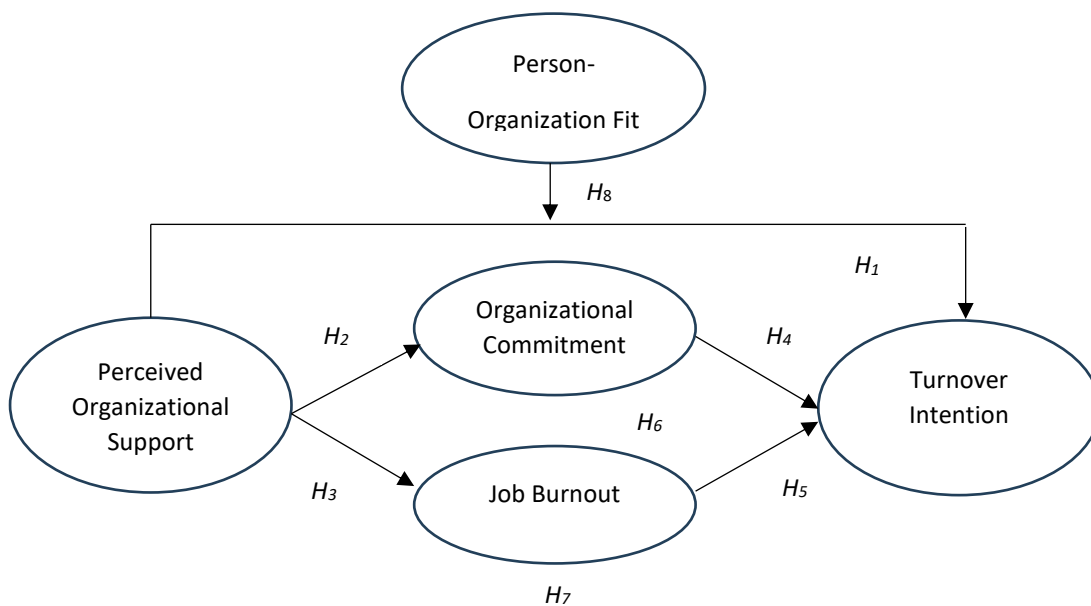 Person-
Organization Fit
H8
H1
Organizational
Commitment
H2
H4
Perceived
Organizational
Support
Turnover
Intention
H6
H3
Job Burnout
H5
H7